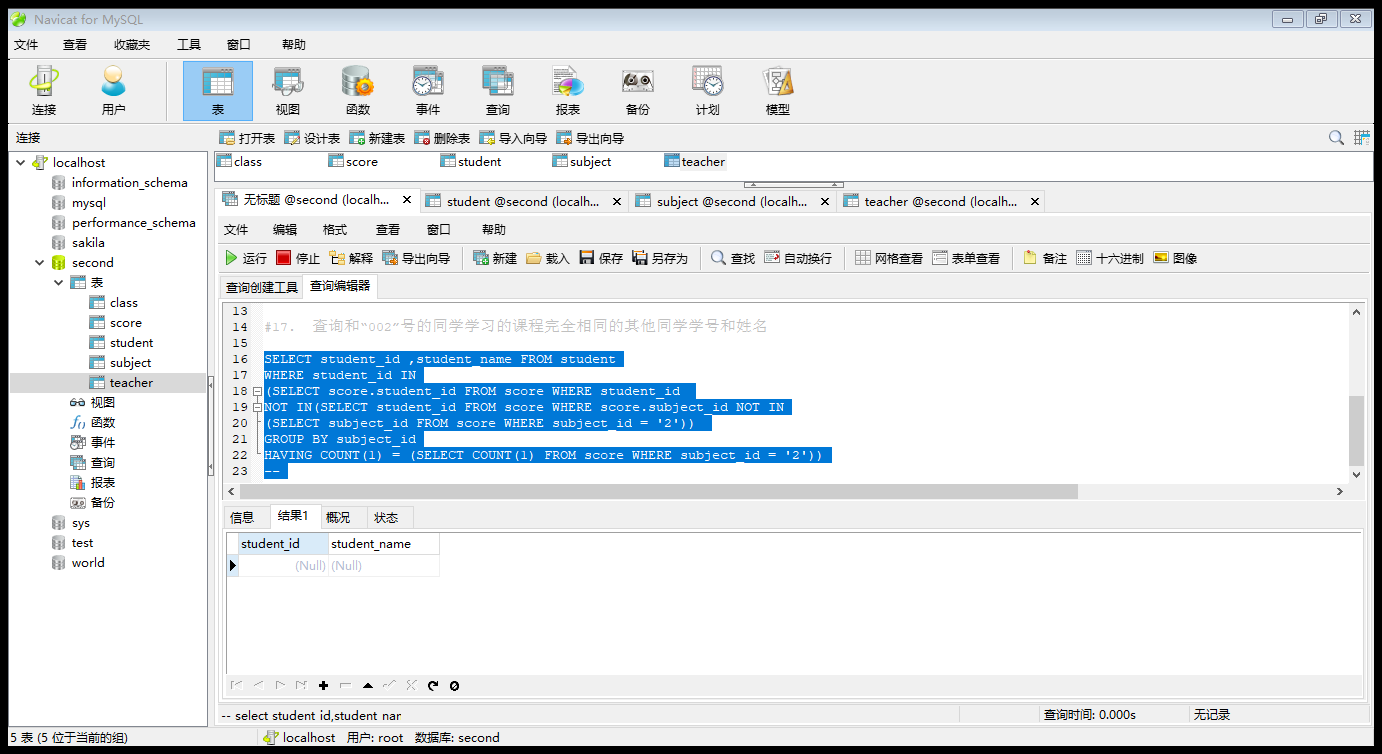 Navicat for MySQL
文件 查看 收藏夹 工具 窗口 帮助
连接 用户 表 视图 函数 事件 查询 报表 备份 计划 模型
连接
打开表 设计表 新建表 删除表 导入向导 导出向导
class score student subject teacher
localhost
information_schema
mysql
performance_schema
sakila
second
表
class
score
student
subject
teacher
视图
函数
事件
查询
报表
备份
sys
test
world
无标题 @second (localh... student @second (localh... subject @second (localh... teacher @second (localh...
文件 编辑 格式 查看 窗口 帮助
运行 停止 解释 导出向导 新建 载入 保存 另存为 查找 自动换行 网格查看 表单查看 备注 十六进制 图像
查询创建工具 查询编辑器
13
14 #17. 查询和“002”号的同学学习的课程完全相同的其他同学学号和姓名
15
16 SELECT student_id ,student_name FROM student
17 WHERE student_id IN
18 (SELECT score.student_id FROM score WHERE student_id
19 NOT IN(SELECT student_id FROM score WHERE score.subject_id NOT IN
20 (SELECT subject_id FROM score WHERE subject_id = '2'))
21 GROUP BY subject_id
22 HAVING COUNT(1) = (SELECT COUNT(1) FROM score WHERE subject_id = '2'))
23 --
信息 结果1 概况 状态
student_id student_name
(Null) (Null)
-- select student id,student nar 查询时间: 0.000s 无记录
5 表 (5 位于当前的组) localhost 用户: root 数据库: second